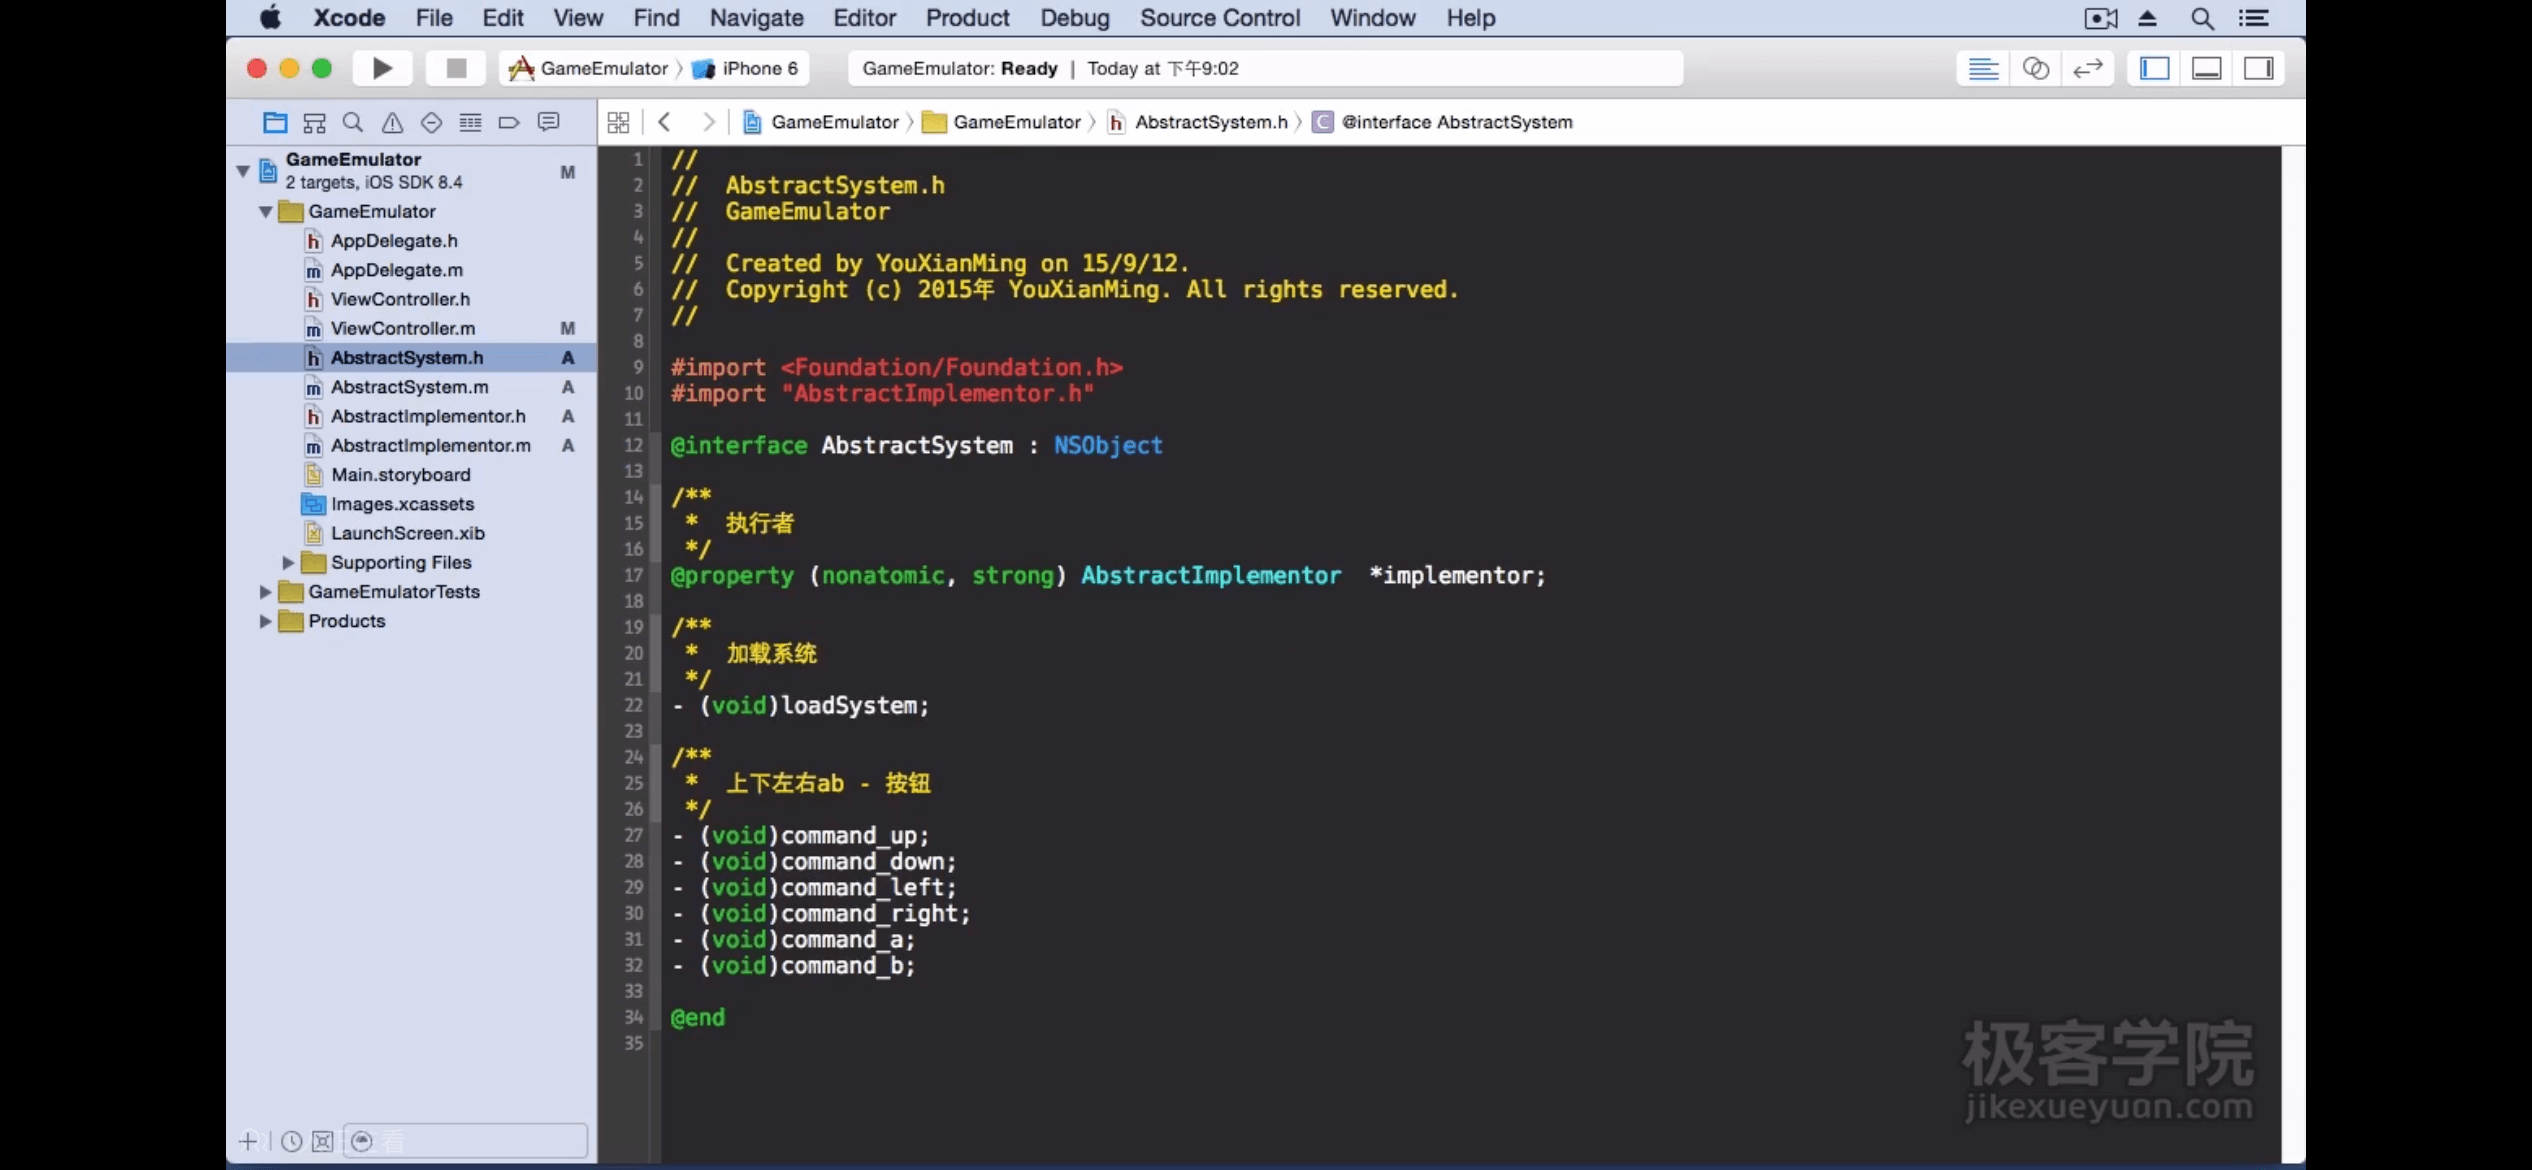 Xcode File Edit View Find Navigate Editor Product Debug Source Control Window Help
GameEmulator 〉 iPhone 6
GameEmulator: Ready | Today at 下午9:02
GameEmulator 〉 GameEmulator 〉 h AbstractSystem.h 〉 C @interface AbstractSystem
GameEmulator M
2 targets, iOS SDK 8.4
GameEmulator
h AppDelegate.h
m AppDelegate.m
h ViewController.h
m ViewController.m M
h AbstractSystem.h A
m AbstractSystem.m A
h AbstractImplementor.h A
m AbstractImplementor.m A
Main.storyboard
Images.xcassets
LaunchScreen.xib
Supporting Files
GameEmulatorTests
Products
1 //
2 //  AbstractSystem.h
3 //  GameEmulator
4 //
5 //  Created by YouXianMing on 15/9/12.
6 //  Copyright (c) 2015年 YouXianMing. All rights reserved.
7 //
8
9 #import <Foundation/Foundation.h>
10 #import "AbstractImplementor.h"
11
12 @interface AbstractSystem : NSObject
13
14 /**
15  *  执行者
16  */
17 @property (nonatomic, strong) AbstractImplementor  *implementor;
18
19 /**
20  *  加载系统
21  */
22 - (void)loadSystem;
23
24 /**
25  *  上下左右ab - 按钮
26  */
27 - (void)command_up;
28 - (void)command_down;
29 - (void)command_left;
30 - (void)command_right;
31 - (void)command_a;
32 - (void)command_b;
33
34 @end
35
极客学院
jikexueyuan.com